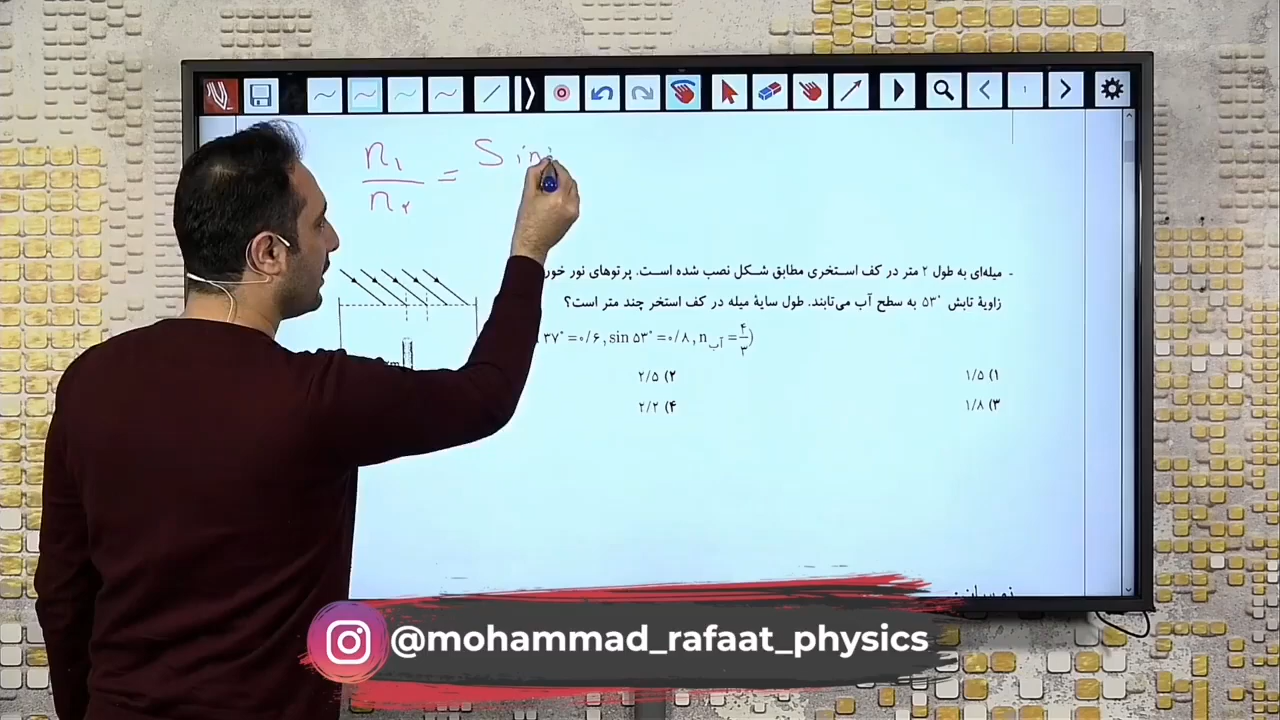 n₁
n₂ = Sin
- میله‌ای به طول ۲ متر در کف استخری مطابق شکل نصب شده است. پرتوهای نور خور
زاویهٔ تابش ۵۳° به سطح آب می‌تابند. طول سایهٔ میله در کف استخر چند متر است؟
۳۷° = ۰/۶, sin ۵۳° = ۰/۸, nآب = ۴/۳)
۱) ۱/۵
۲) ۲/۵
۳) ۱/۸
۴) ۲/۲
@mohammad_rafaat_physics